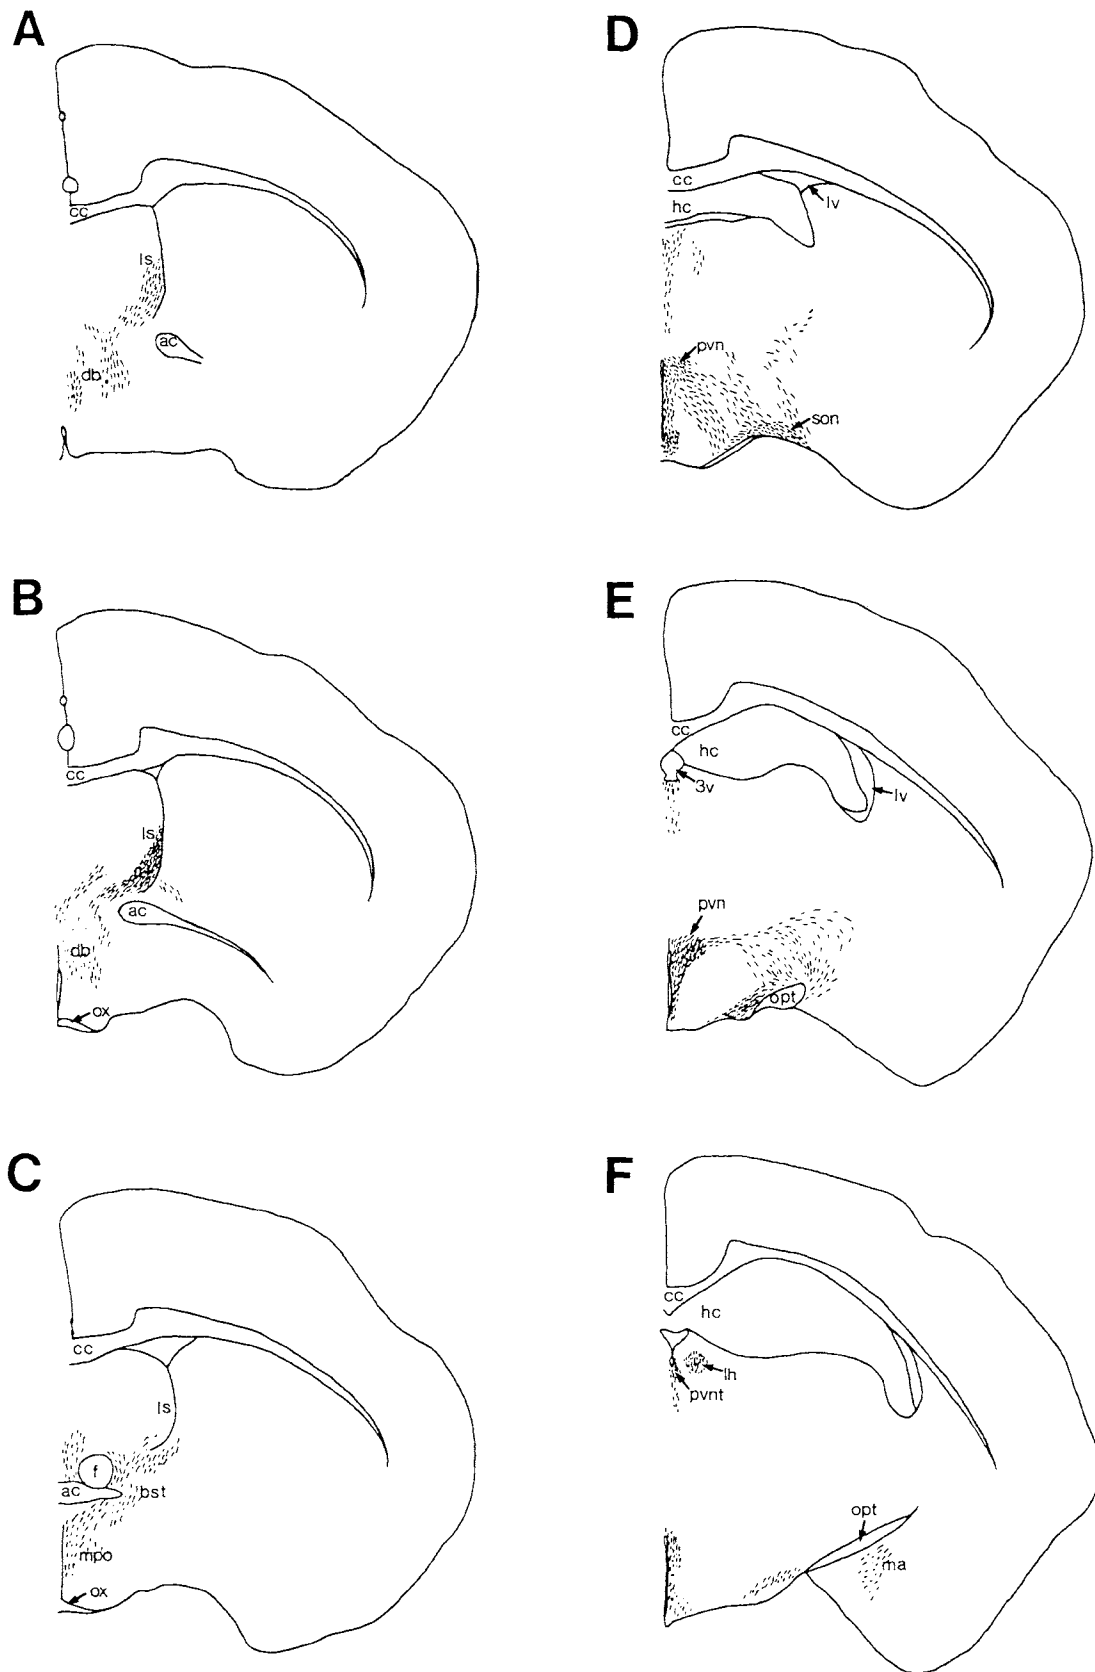 A
cc
ls
ac
db
B
cc
ls
ac
db
ox
C
cc
ls
f
ac
bst
mpo
ox
D
cc
hc
lv
pvn
son
E
cc
hc
3v
lv
pvn
opt
F
cc
hc
lh
pvnt
opt
ma